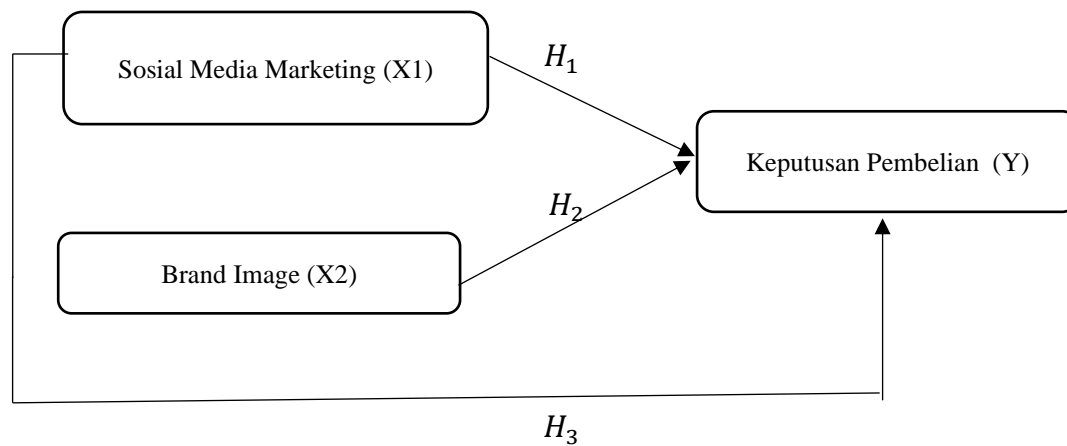 Sosial Media Marketing (X1)
H₁
Keputusan Pembelian (Y)
H₂
Brand Image (X2)
H₃